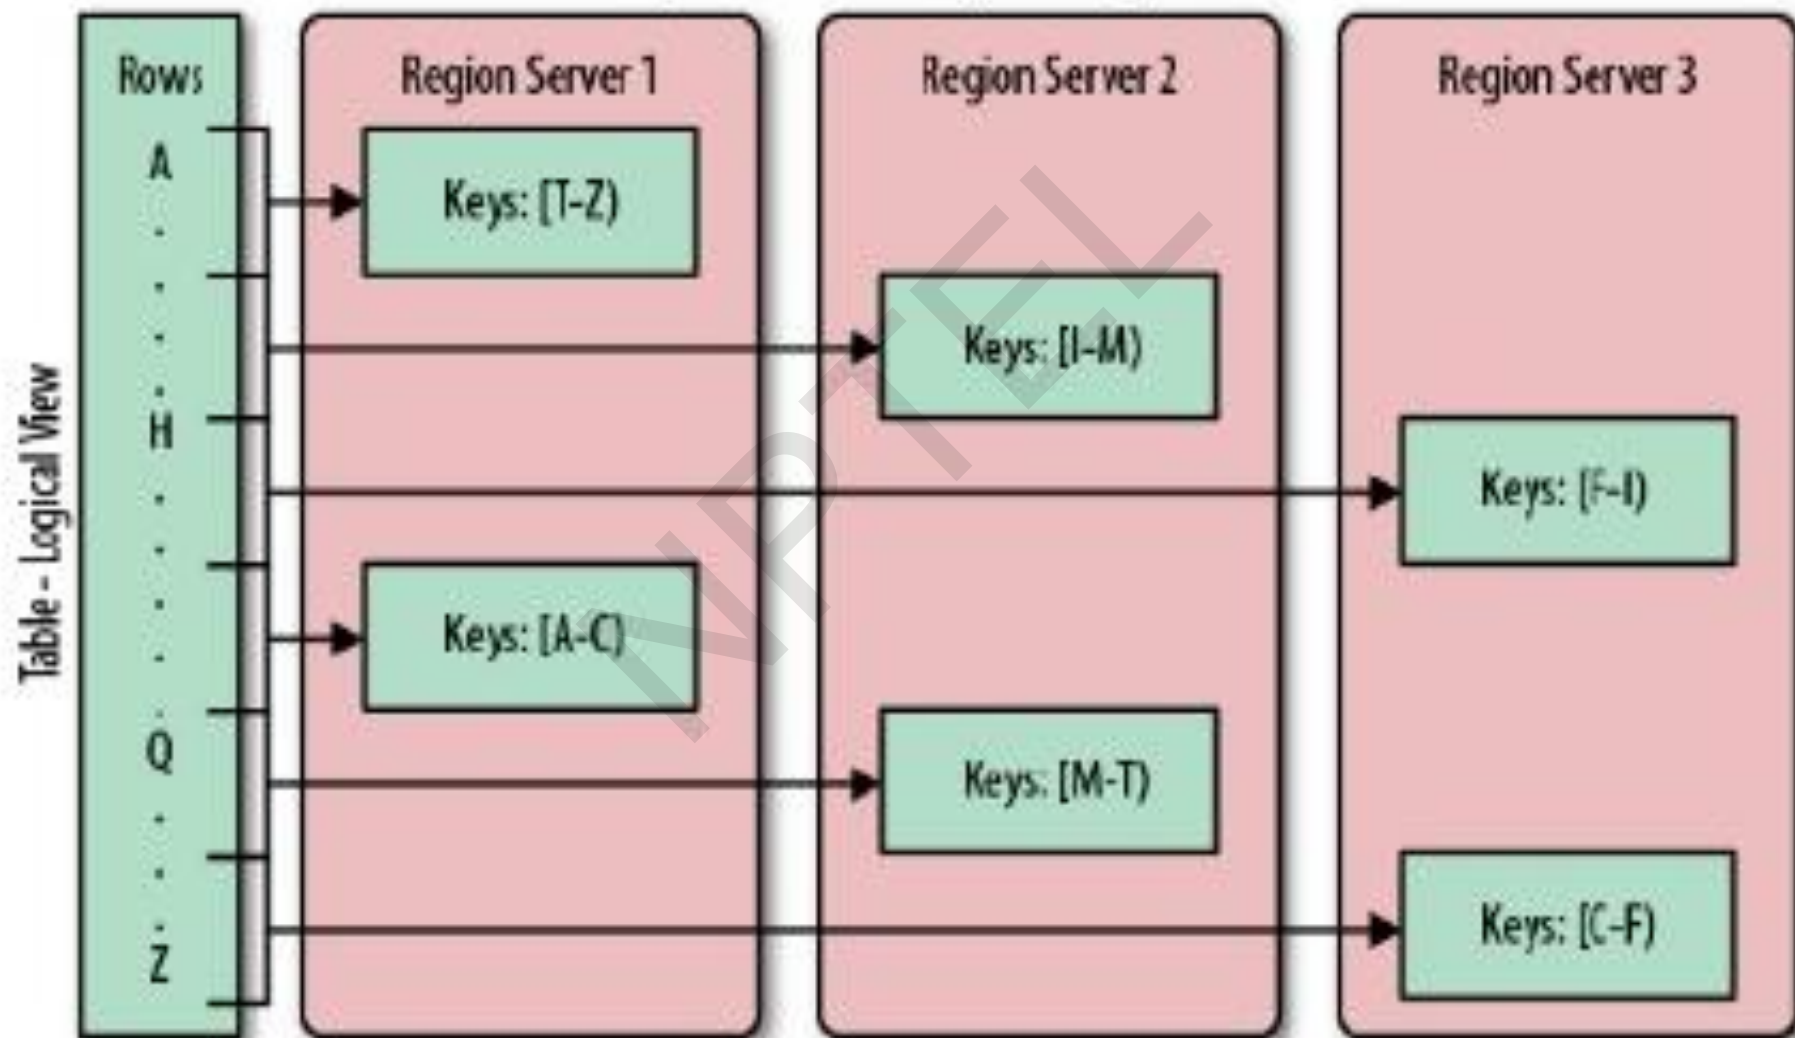 Table - Logical View
Rows
A
H
Q
Z
Region Server 1
Keys: [T-Z)
Keys: [A-C)
Region Server 2
Keys: [I-M)
Keys: [M-T)
Region Server 3
Keys: [F-I)
Keys: [C-F)
NPTEL